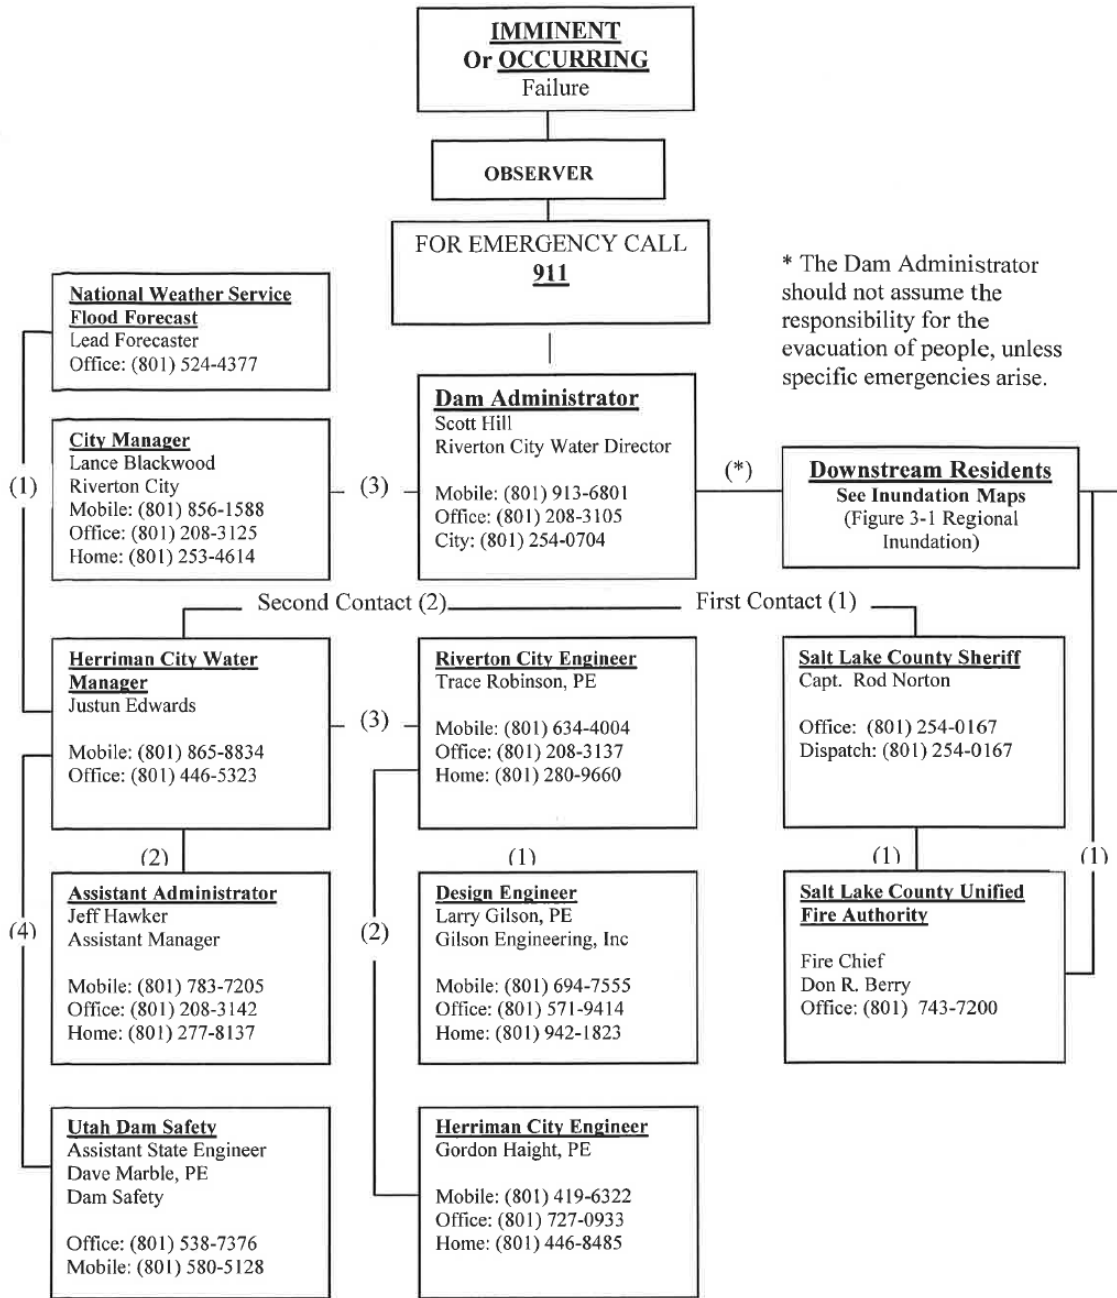 IMMINENT
Or OCCURRING
Failure
OBSERVER
FOR EMERGENCY CALL
911
* The Dam Administrator
should not assume the
responsibility for the
evacuation of people, unless
specific emergencies arise.
National Weather Service
Flood Forecast
Lead Forecaster
Office: (801) 524-4377
City Manager
Lance Blackwood
Riverton City
Mobile: (801) 856-1588
Office: (801) 208-3125
Home: (801) 253-4614
(1)
(3)
Dam Administrator
Scott Hill
Riverton City Water Director
Mobile: (801) 913-6801
Office: (801) 208-3105
City: (801) 254-0704
(*)
Downstream Residents
See Inundation Maps
(Figure 3-1 Regional
Inundation)
Second Contact (2)
First Contact (1)
Herriman City Water
Manager
Justun Edwards
Mobile: (801) 865-8834
Office: (801) 446-5323
(3)
Riverton City Engineer
Trace Robinson, PE
Mobile: (801) 634-4004
Office: (801) 208-3137
Home: (801) 280-9660
Salt Lake County Sheriff
Capt. Rod Norton
Office: (801) 254-0167
Dispatch: (801) 254-0167
(2)
(1)
(1)
(1)
Assistant Administrator
Jeff Hawker
Assistant Manager
Mobile: (801) 783-7205
Office: (801) 208-3142
Home: (801) 277-8137
(4)
(2)
Design Engineer
Larry Gilson, PE
Gilson Engineering, Inc
Mobile: (801) 694-7555
Office: (801) 571-9414
Home: (801) 942-1823
Salt Lake County Unified
Fire Authority
Fire Chief
Don R. Berry
Office: (801) 743-7200
Utah Dam Safety
Assistant State Engineer
Dave Marble, PE
Dam Safety
Office: (801) 538-7376
Mobile: (801) 580-5128
Herriman City Engineer
Gordon Haight, PE
Mobile: (801) 419-6322
Office: (801) 727-0933
Home: (801) 446-8485